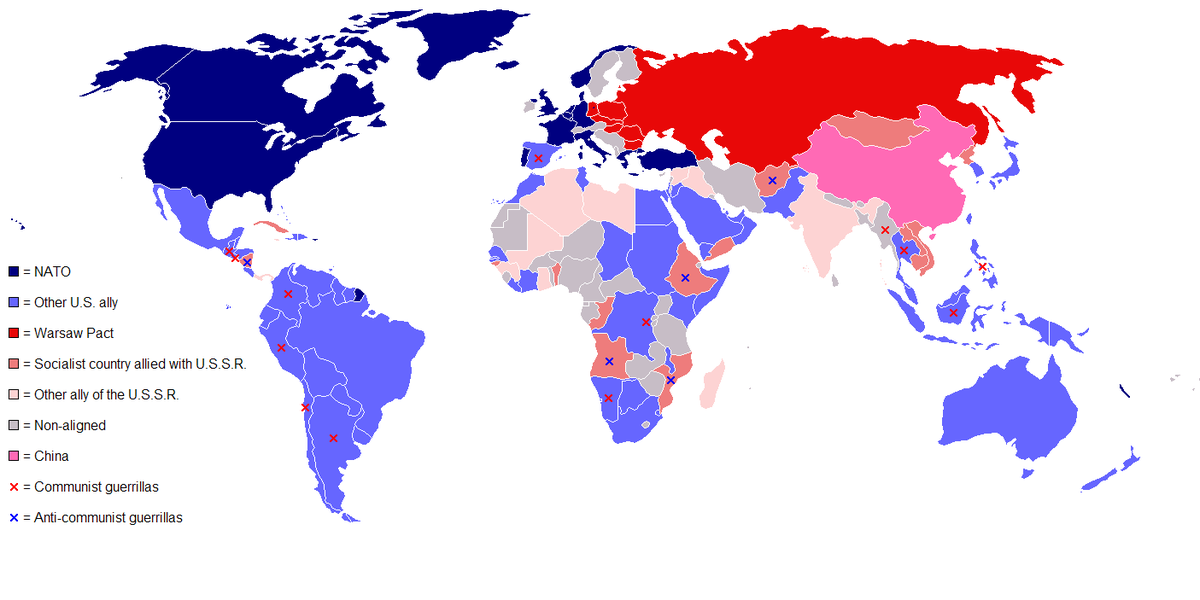 = NATO
= Other U.S. ally
= Warsaw Pact
= Socialist country allied with U.S.S.R.
= Other ally of the U.S.S.R.
= Non-aligned
= China
= Communist guerrillas
= Anti-communist guerrillas